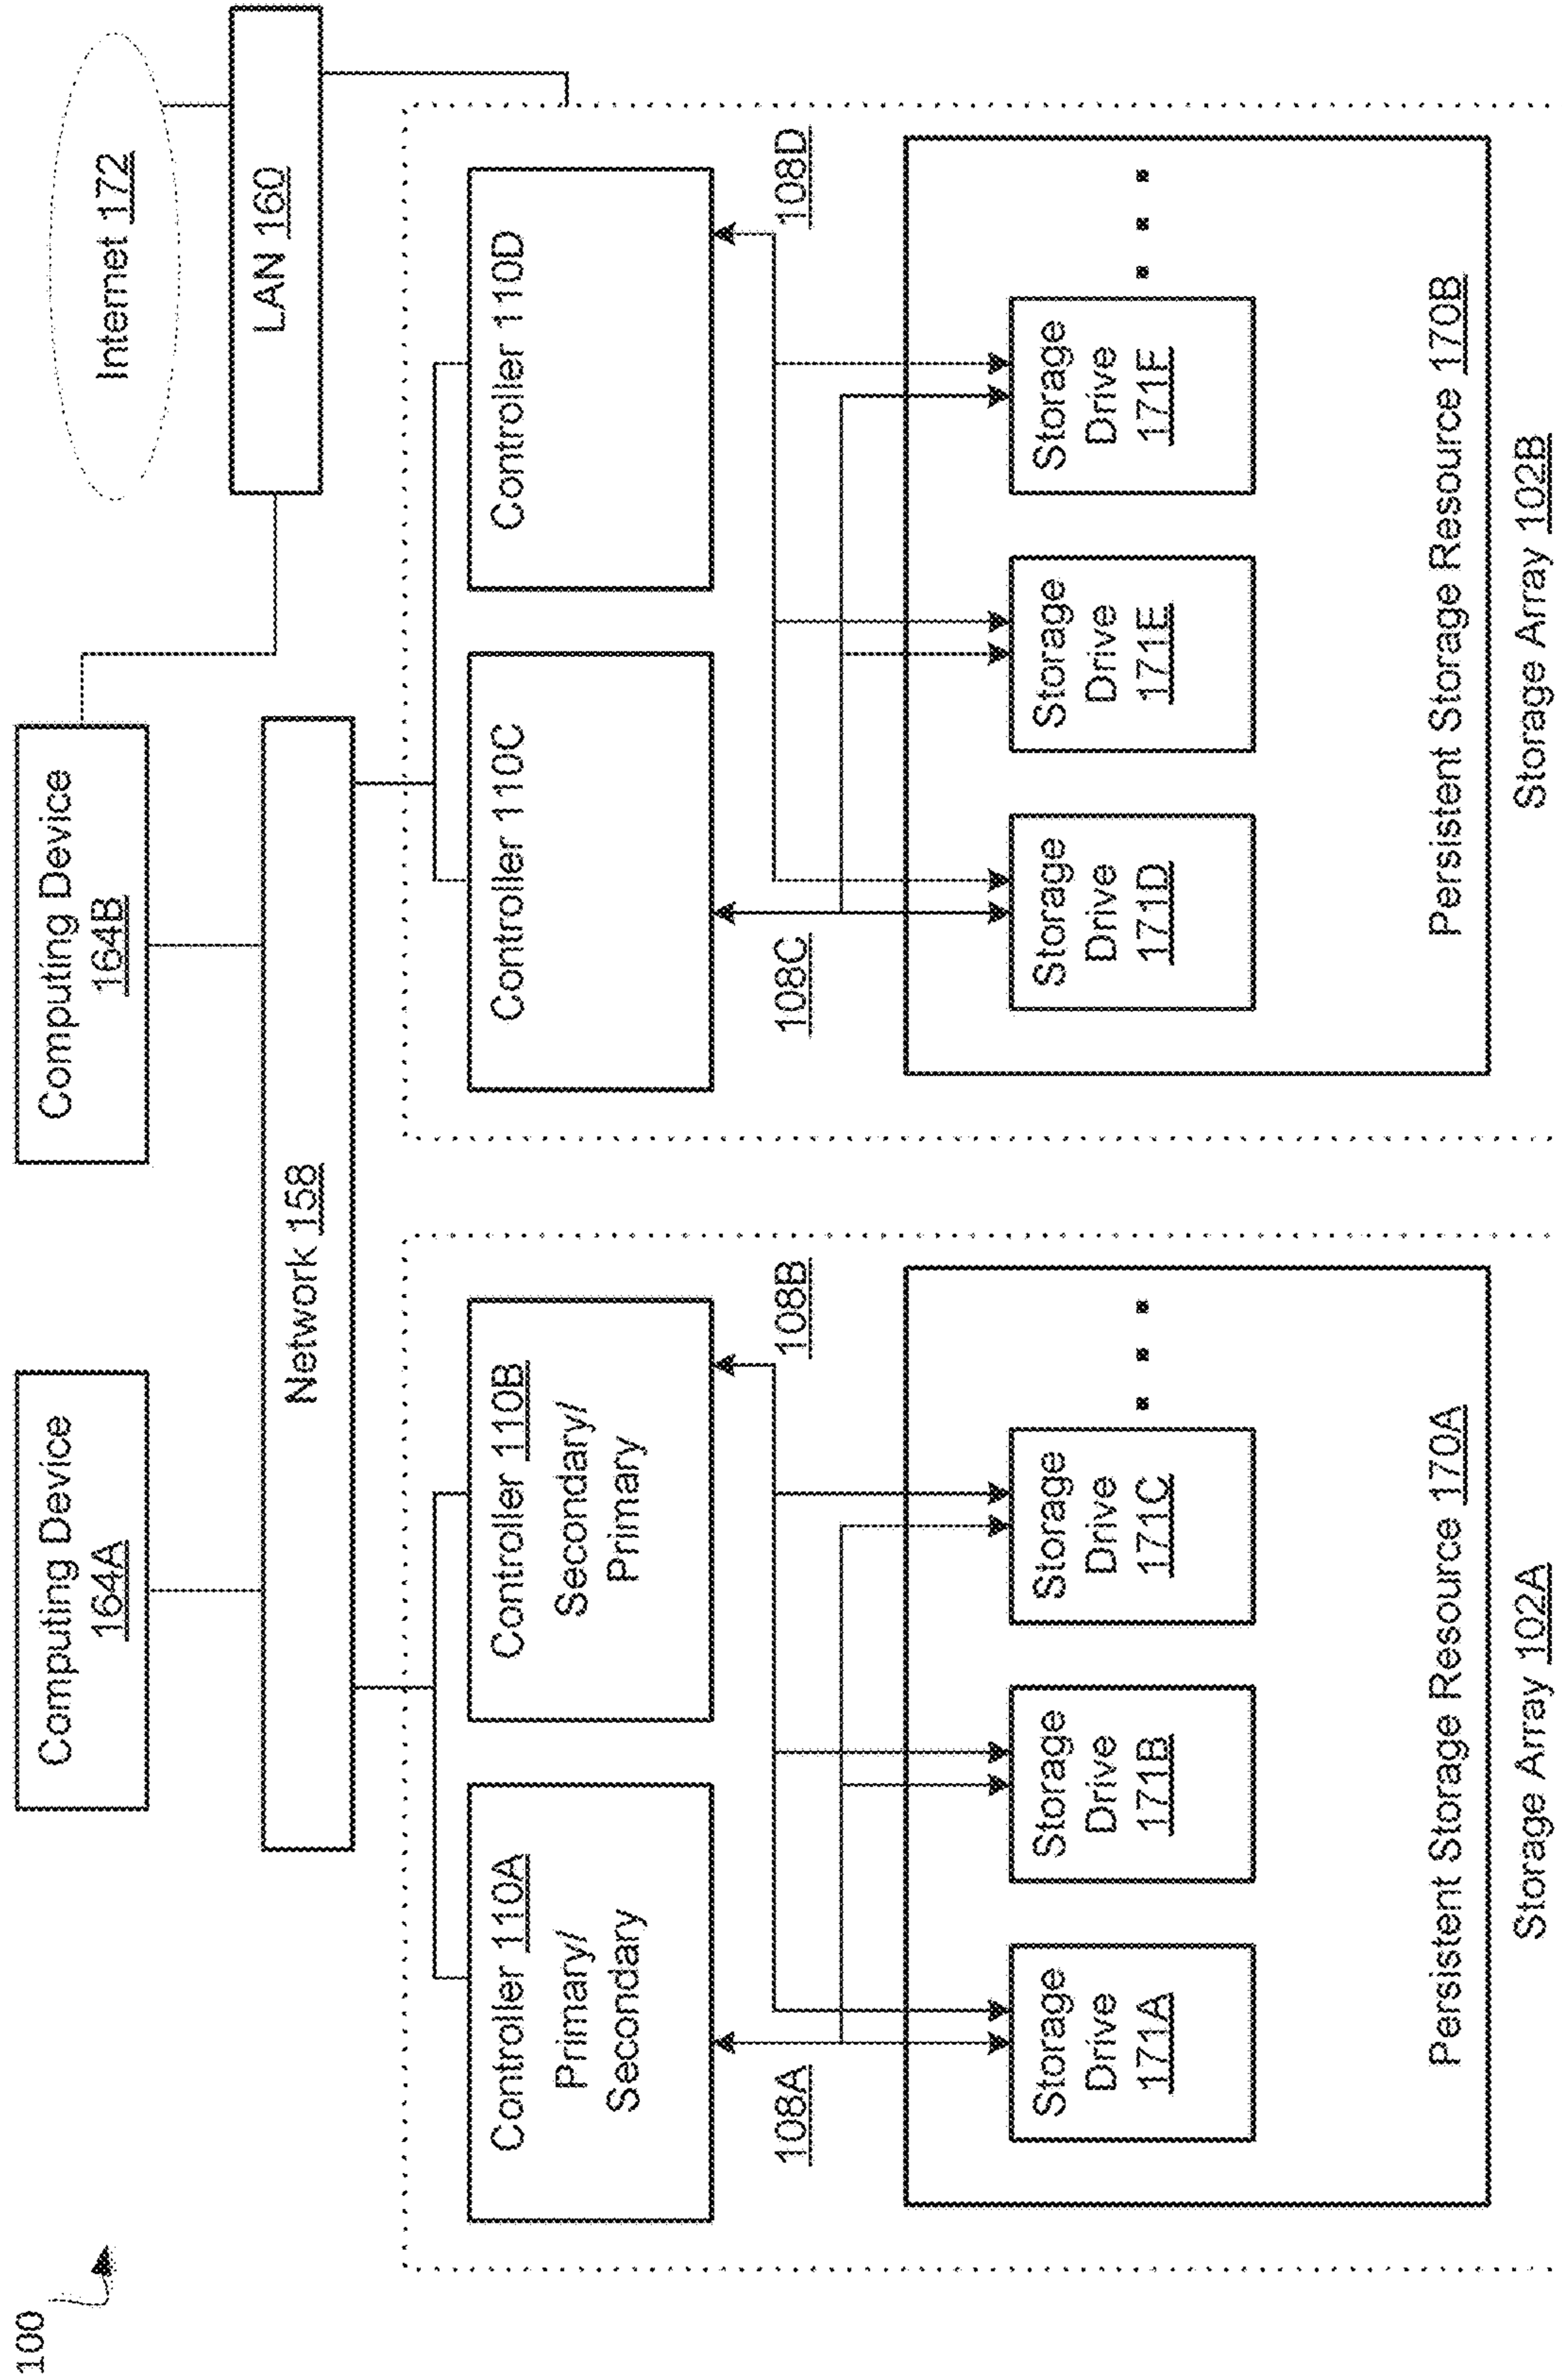 100
Computing Device
164A
Computing Device
164B
Internet 172
LAN 160
Network 158
Controller 110A
Primary/
Secondary
Controller 110B
Secondary/
Primary
Controller 110C
Controller 110D
108A
108B
108C
108D
Storage
Drive
171A
Storage
Drive
171B
Storage
Drive
171C
Storage
Drive
171D
Storage
Drive
171E
Storage
Drive
171F
Persistent Storage Resource 170A
Persistent Storage Resource 170B
Storage Array 102A
Storage Array 102B